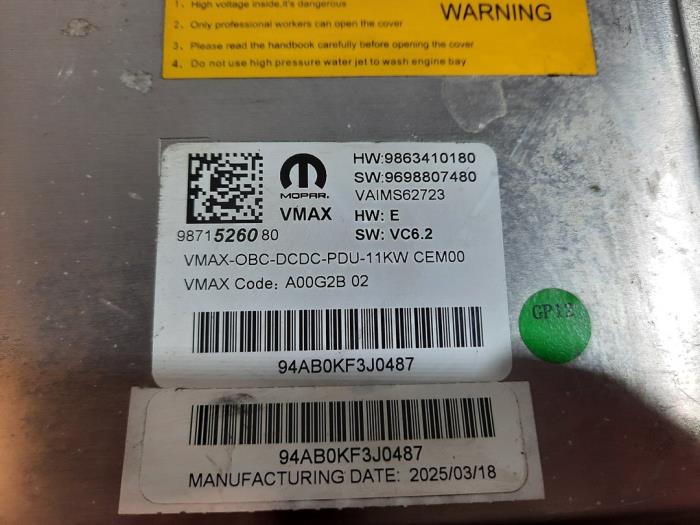 1、High voltage inside,it's dangerous
2、Only professional workers can open the cover
3、Please read the handbook carefully before opening the cover
4、Do not use high pressure water jet to wash engine bay
WARNING
MOPAR.
VMAX
HW:9863410180
SW:9698807480
VAIMS62723
HW: E
SW: VC6.2
98715260 80
VMAX-OBC-DCDC-PDU-11KW CEM00
VMAX Code: A00G2B 02
94AB0KF3J0487
GP12
94AB0KF3J0487
MANUFACTURING DATE: 2025/03/18